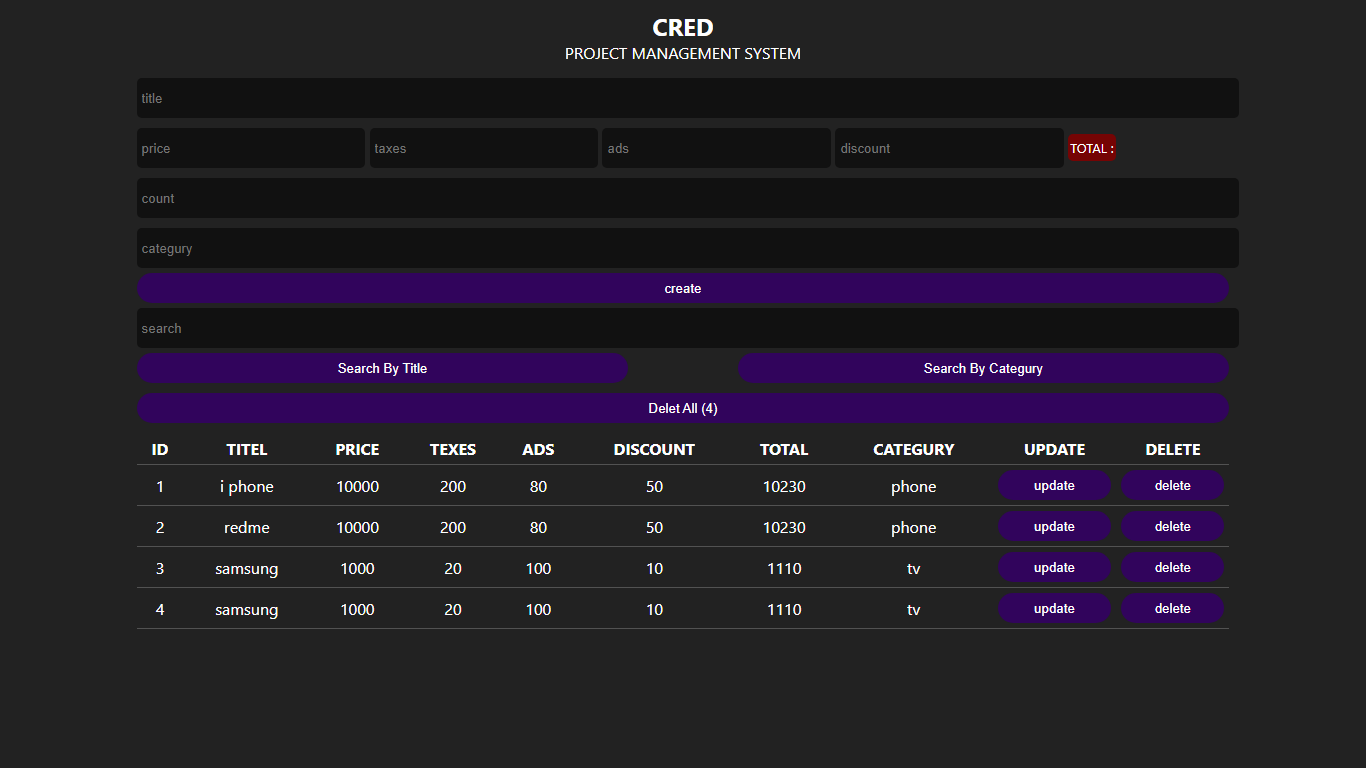 CRED
PROJECT MANAGEMENT SYSTEM
title
price taxes ads discount TOTAL :
count
categury
create
search
Search By Title Search By Categury
Delet All (4)
ID TITEL PRICE TEXES ADS DISCOUNT TOTAL CATEGURY UPDATE DELETE
1 i phone 10000 200 80 50 10230 phone update delete
2 redme 10000 200 80 50 10230 phone update delete
3 samsung 1000 20 100 10 1110 tv update delete
4 samsung 1000 20 100 10 1110 tv update delete